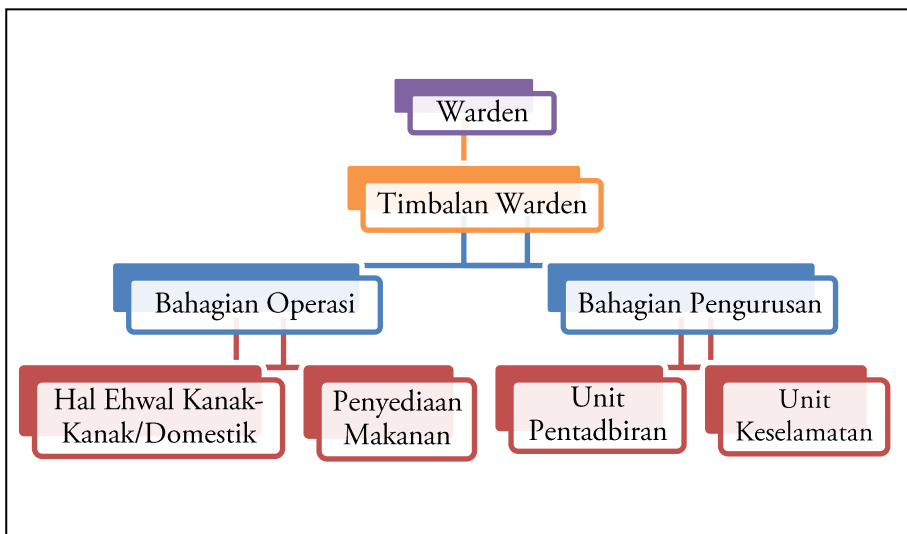 Warden
Timbalan Warden
Bahagian Operasi
Bahagian Pengurusan
Hal Ehwal Kanak-
Kanak/Domestik
Penyediaan
Makanan
Unit
Pentadbiran
Unit
Keselamatan